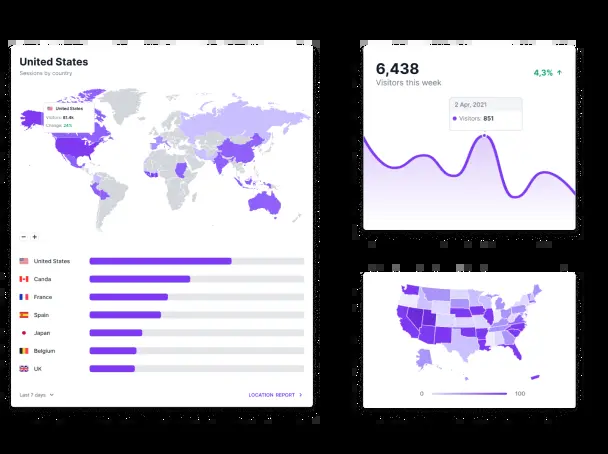 United States
Sessions by country
United States
Visitors: 61.4k
Lineage: 24%
− +
United States
Canda
France
Spain
Japan
Belgium
UK
Last 7 days
LOCATION REPORT
6,438
4,3%
Visitors this week
2 Apr, 2021
Visitors: 851
0 100